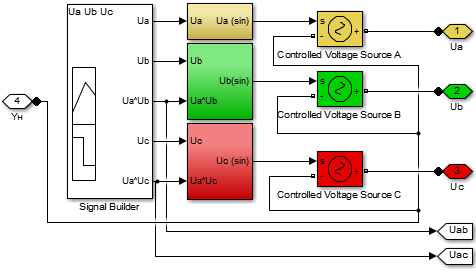 Ua Ub Uc
Ua
Ub
Ua*Ub
Uc
Ua*Uc
Signal Builder
4
Yн
Ua
Ua (sin)
Ub
Ub(sin)
Ua*Ub
Uc
Uc (sin)
Ua*Uc
s
-
+
Controlled Voltage Source A
s
-
+
Controlled Voltage Source B
s
-
+
Controlled Voltage Source C
1
Ua
2
Ub
3
Uc
Uab
Uac